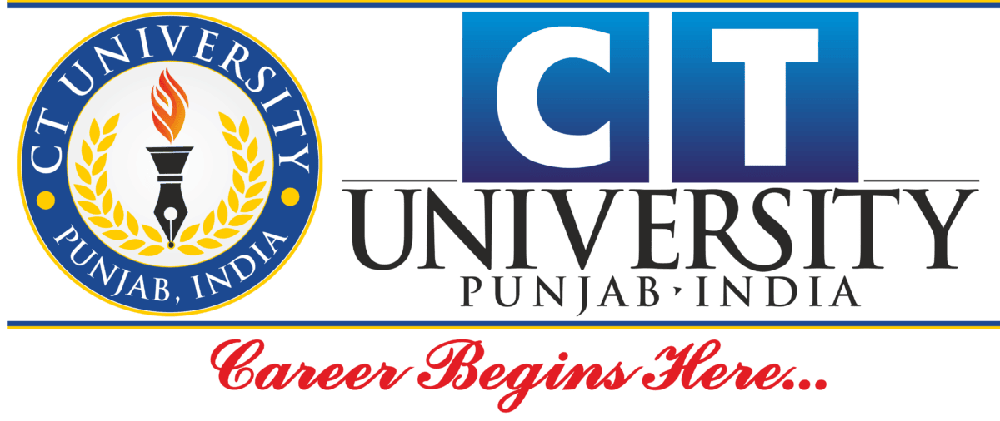 CT UNIVERSITY
PUNJAB, INDIA
CT
UNIVERSITY
PUNJAB, INDIA
Career Begins Here...